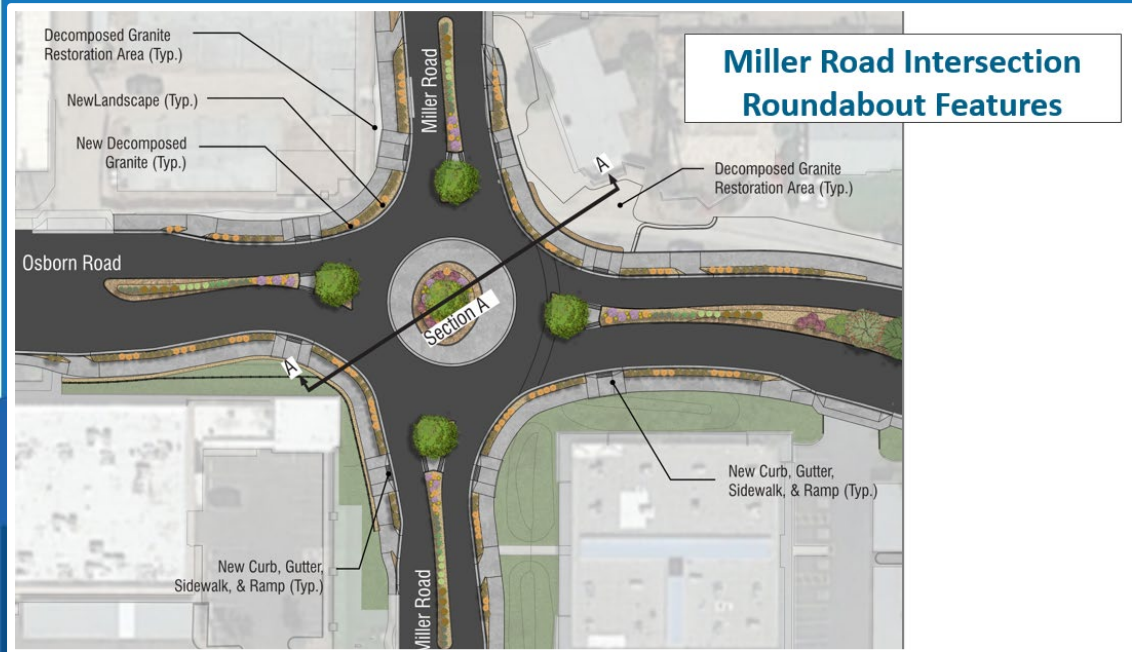 Miller Road Intersection
Roundabout Features
Decomposed Granite
Restoration Area (Typ.)
NewLandscape (Typ.)
New Decomposed
Granite (Typ.)
Miller Road
A
Decomposed Granite
Restoration Area (Typ.)
Osborn Road
Section A
A
New Curb, Gutter,
Sidewalk, & Ramp (Typ.)
New Curb, Gutter,
Sidewalk, & Ramp (Typ.)
Miller Road